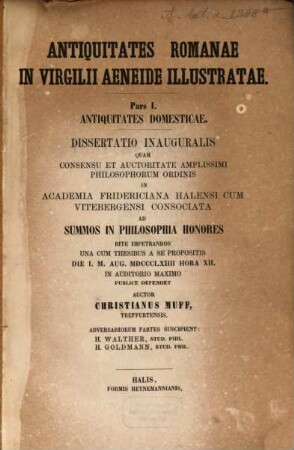 ANTIQUITATES ROMANAE
IN VIRGILII AENEIDE ILLUSTRATAE.
Pars I.
ANTIQUITATES DOMESTICAE.
DISSERTATIO INAUGURALIS
QUAM
CONSENSU ET AUCTORITATE AMPLISSIMI
PHILOSOPHORUM ORDINIS
IN
ACADEMIA FRIDERICIANA HALENSI CUM
VITEBERGENSI CONSOCIATA
AD
SUMMOS IN PHILOSOPHIA HONORES
RITE IMPETRANDOS
UNA CUM THESIBUS A SE PROPOSITIS
DIE I. M. AUG. MDCCCLXIIII HORA XII.
IN AUDITORIO MAXIMO
PUBLICE DEFENDET
AUCTOR
CHRISTIANUS MUFF,
TREFFURTENSIS.
ADVERSARIORUM PARTES SUSCIPIENT:
H. WALTHER, STUD. PHIL.
H. GOLDMANN, STUD. PHIL.
HALIS,
FORMIS HEYNEMANNIANIS.